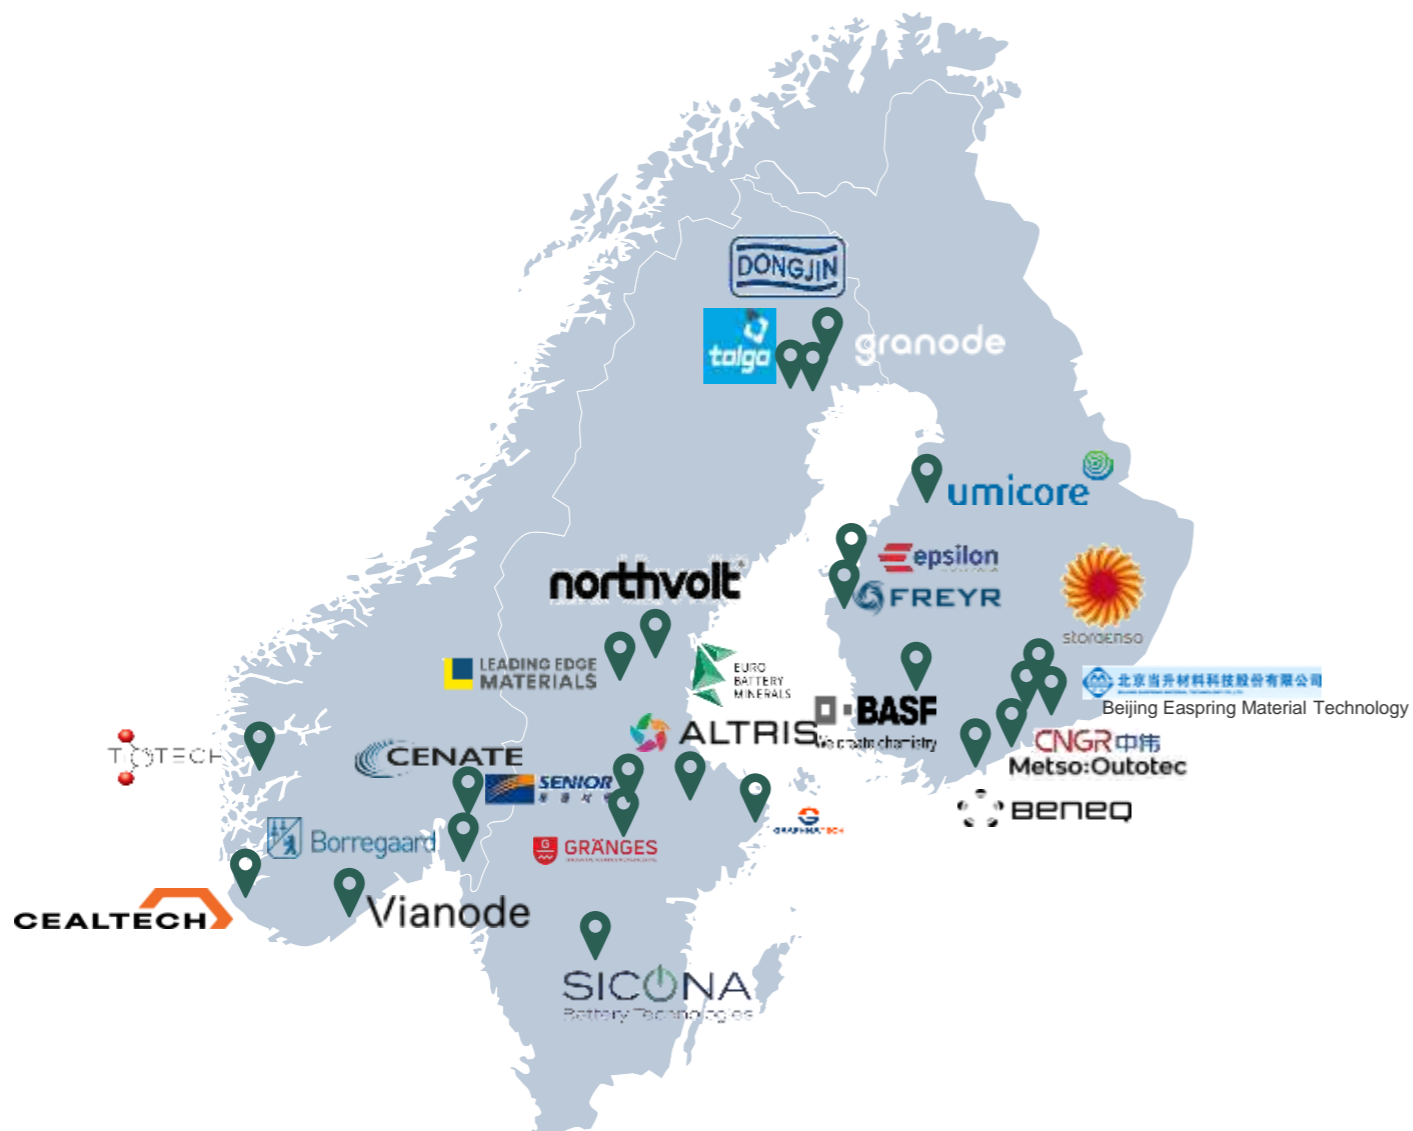 DONGJIN
talga
granode
umicore
epsilon
FREYR
storaenso
northvolt
LEADING EDGE
MATERIALS
EURO
BATTERY
MINERALS
北京当升材料科技股份有限公司
Beijing Easpring Material Technology
BASF
We create chemistry
ALTRIS
CNGR中伟
Metso:Outotec
TIOTECH
CENATE
SENIOR
BENEQ
GRAPHMATECH
Borregaard
G
GRÄNGES
CEALTECH
Vianode
SICONA
Battery Technologies